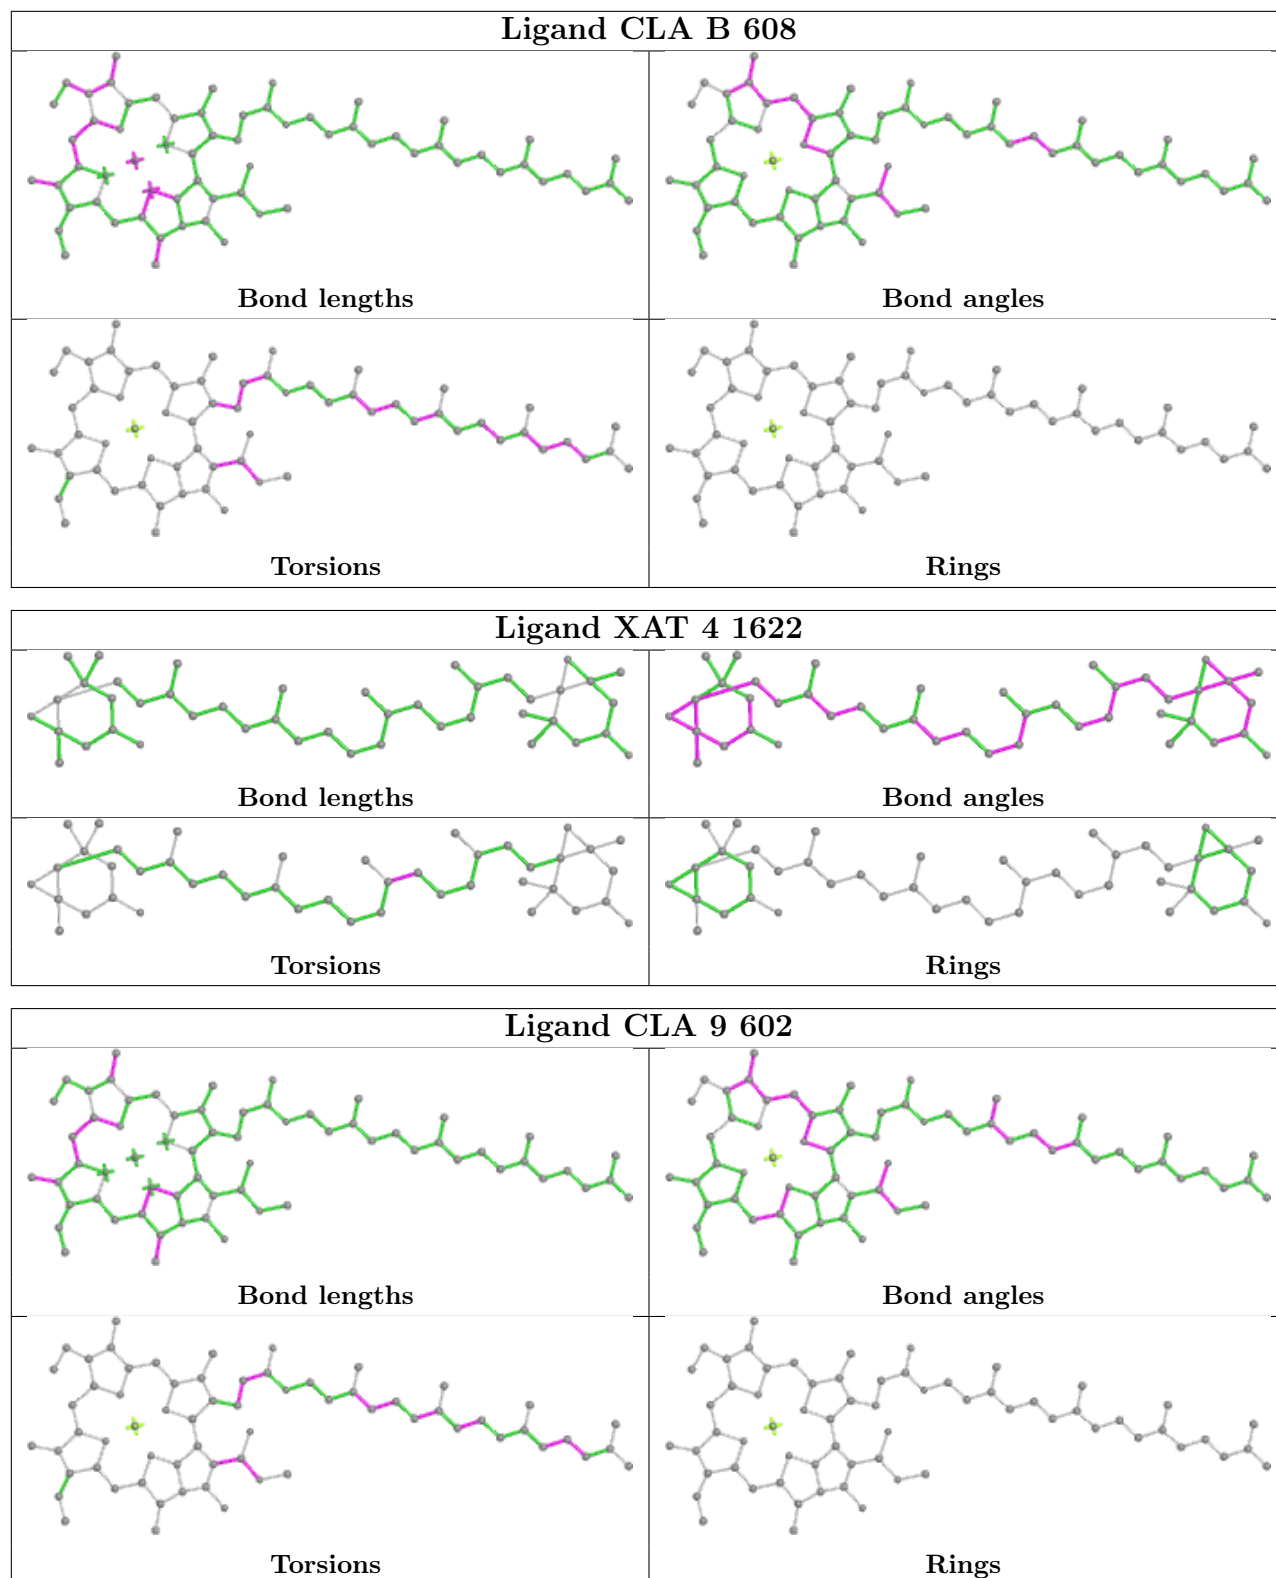 Ligand CLA B 608
Bond lengths
Bond angles
Torsions
Rings
Ligand XAT 4 1622
Bond lengths
Bond angles
Torsions
Rings
Ligand CLA 9 602
Bond lengths
Bond angles
Torsions
Rings